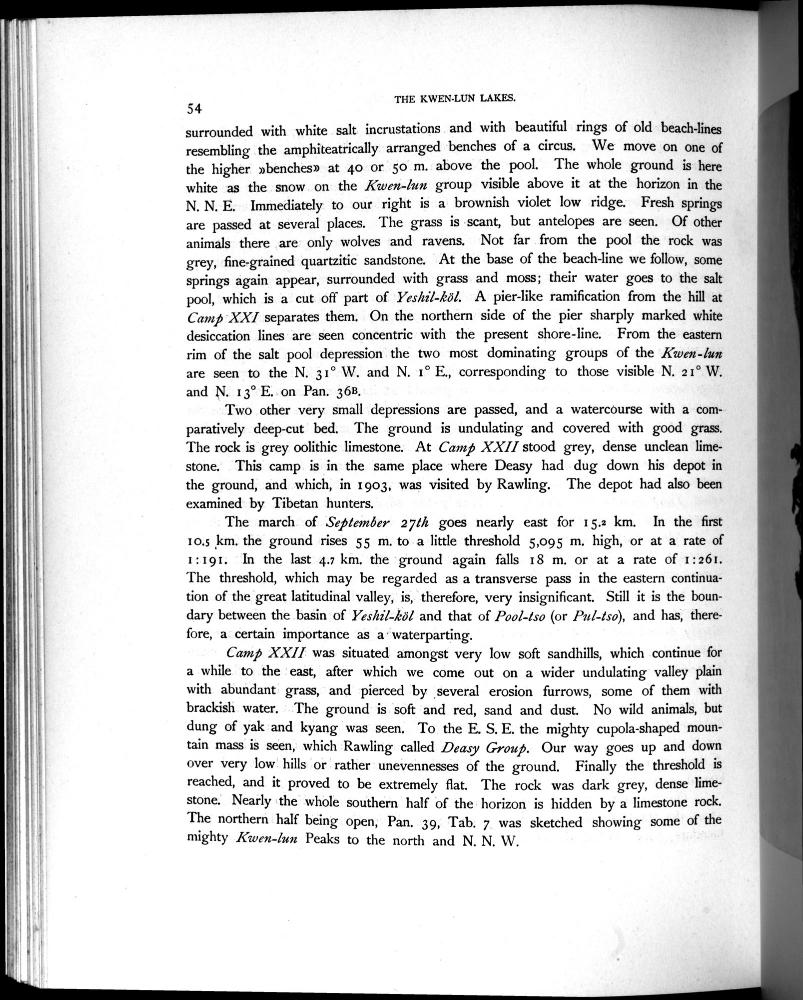 THE KWEN-LUN LAKES.
54
surrounded with white salt incrustations and with beautiful rings of old beach-lines
resembling the amphiteatrically arranged benches of a circus. We move on one of
the higher »benches» at 40 or 50 m. above the pool. The whole ground is here
white as the snow on the Kwen-lun group visible above it at the horizon in the
N. N. E. Immediately to our right is a brownish violet low ridge. Fresh springs
are passed at several places. The grass is scant, but antelopes are seen. Of other
animals there are only wolves and ravens. Not far from the pool the rock was
grey, fine-grained quartzitic sandstone. At the base of the beach-line we follow, some
springs again appear, surrounded with grass and moss; their water goes to the salt
pool, which is a cut off part of Yeshil-köl. A pier-like ramification from the hill at
Camp XXI separates them. On the northern side of the pier sharply marked white
desiccation lines are seen concentric with the present shore-line. From the eastern
rim of the salt pool depression the two most dominating groups of the Kwen-lun
are seen to the N. 31° W. and N. 1° E., corresponding to those visible N. 21° W.
and N. 13° E. on Pan. 36B.
Two other very small depressions are passed, and a watercourse with a com-
paratively deep-cut bed. The ground is undulating and covered with good grass.
The rock is grey oolithic limestone. At Camp XXII stood grey, dense unclean lime-
stone. This camp is in the same place where Deasy had dug down his depot in
the ground, and which, in 1903, was visited by Rawling. The depot had also been
examined by Tibetan hunters.
The march of September 27th goes nearly east for 15.2 km. In the first
10.5 km. the ground rises 55 m. to a little threshold 5,095 m. high, or at a rate of
1:191. In the last 4.7 km. the ground again falls 18 m. or at a rate of 1:261.
The threshold, which may be regarded as a transverse pass in the eastern continua-
tion of the great latitudinal valley, is, therefore, very insignificant. Still it is the boun-
dary between the basin of Yeshil-köl and that of Pool-tso (or Pul-tso), and has, there-
fore, a certain importance as a waterparting.
Camp XXII was situated amongst very low soft sandhills, which continue for
a while to the east, after which we come out on a wider undulating valley plain
with abundant grass, and pierced by several erosion furrows, some of them with
brackish water. The ground is soft and red, sand and dust. No wild animals, but
dung of yak and kyang was seen. To the E. S. E. the mighty cupola-shaped moun-
tain mass is seen, which Rawling called Deasy Group. Our way goes up and down
over very low hills or rather unevennesses of the ground. Finally the threshold is
reached, and it proved to be extremely flat. The rock was dark grey, dense lime-
stone. Nearly the whole southern half of the horizon is hidden by a limestone rock.
The northern half being open, Pan. 39, Tab. 7 was sketched showing some of the
mighty Kwen-lun Peaks to the north and N. N. W.